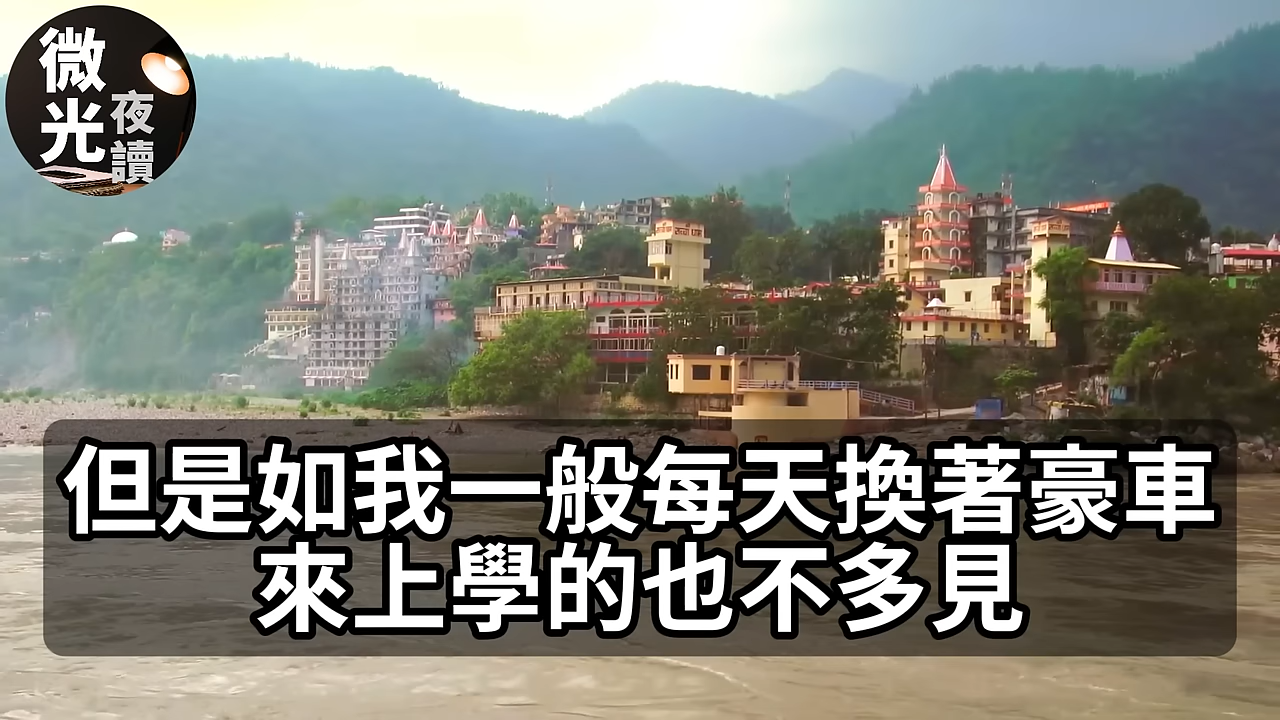 微光
夜讀
但是如我一般每天換著豪車
來上學的也不多見